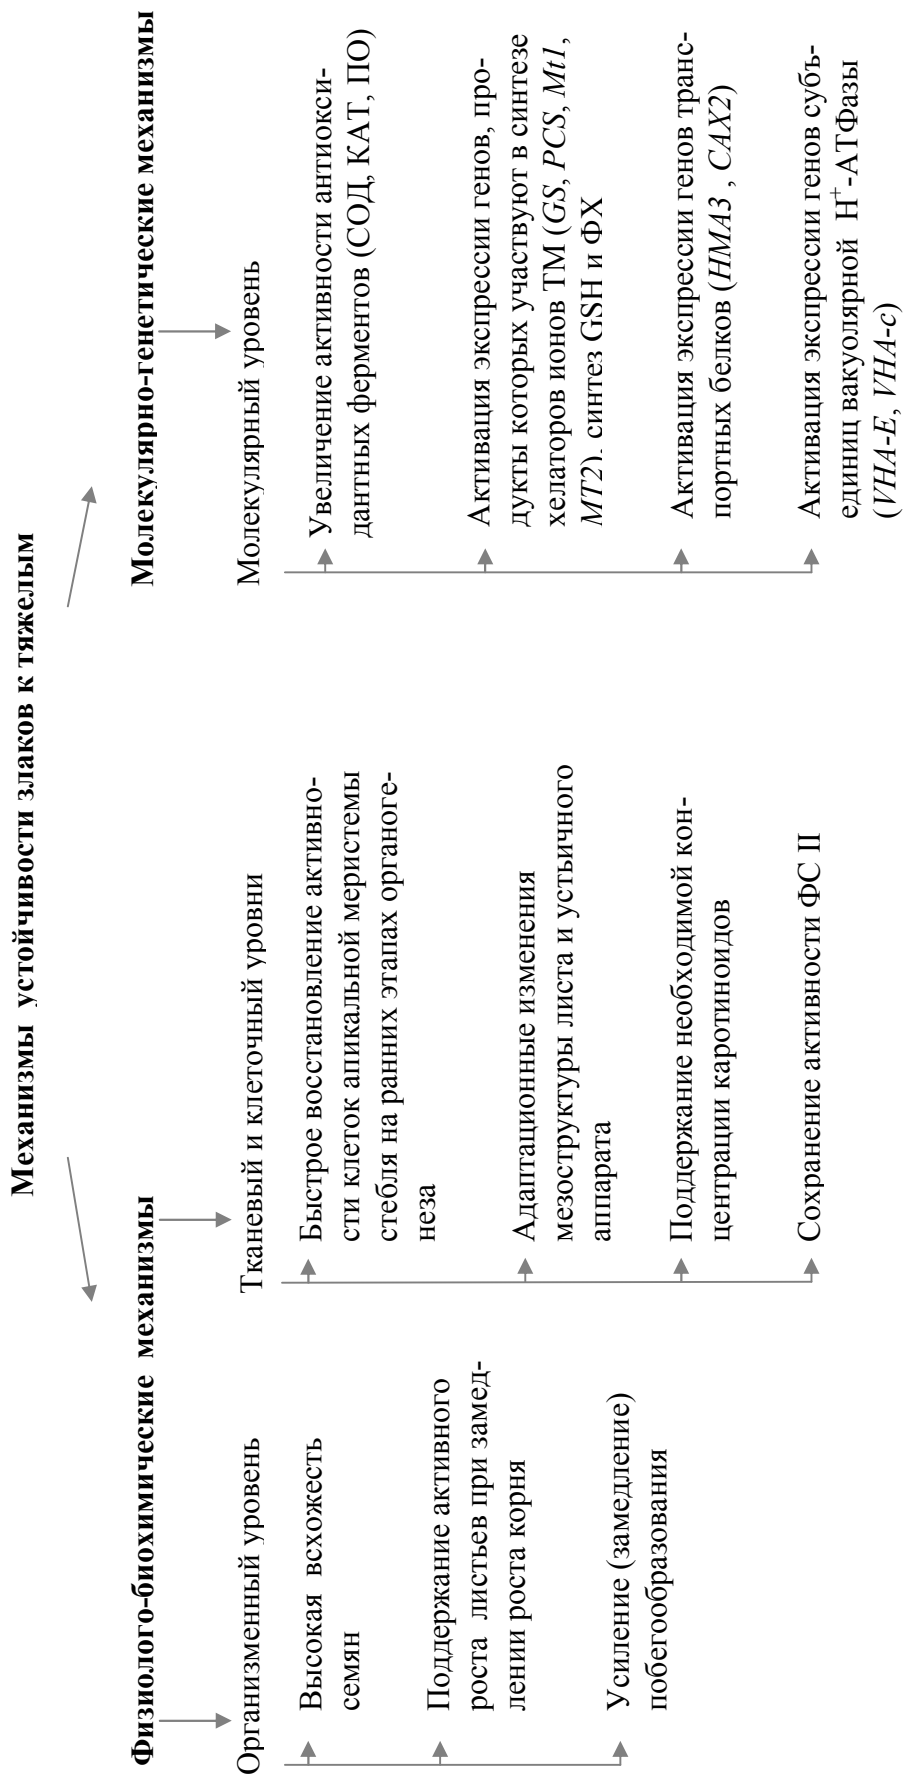 Механизмы устойчивости злаков к тяжелым
Физиолого-биохимические механизмы
Организменный уровень
Высокая всхожесть
семян
Поддержание активного
роста листьев при замед-
лении роста корня
Усиление (замедление)
побегообразования
Тканевый и клеточный уровни
Быстрое восстановление активно-
сти клеток апикальной меристемы
стебля на ранних этапах органоге-
неза
Адаптационные изменения
мезоструктуры листа и устьичного
аппарата
Поддержание необходимой кон-
центрации каротиноидов
Сохранение активности ФС II
Молекулярно-генетические механизмы
Молекулярный уровень
Увеличение активности антиокси-
дантных ферментов (СОД, КАТ, ПО)
Активация экспрессии генов, про-
дукты которых участвуют в синтезе
хелаторов ионов ТМ (GS, PCS, Mt1,
MT2). синтез GSH и ФХ
Активация экспрессии генов транс-
портных белков (HMA3 , CAX2)
Активация экспрессии генов субъ-
единиц вакуолярной H⁺-АТФазы
(VHA-E, VHA-c)